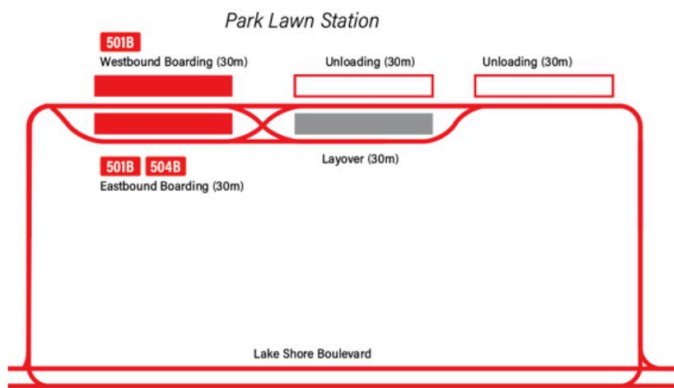 Park Lawn Station
501B
Westbound Boarding (30m)
Unloading (30m)
Unloading (30m)
Layover (30m)
501B 504B
Eastbound Boarding (30m)
Lake Shore Boulevard